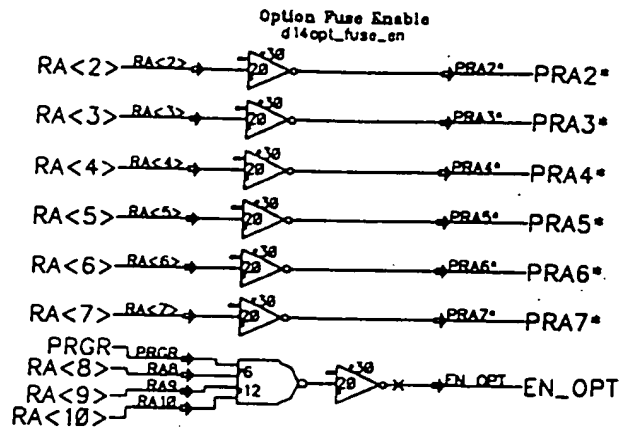 Option Fuse Enable
d14opt_fuse_en
30
RA<2> RA<2> 20 PRA2* PRA2*
30
RA<3> RA<3> 20 PRA3* PRA3*
30
RA<4> RA<4> 20 PRA4* PRA4*
30
RA<5> RA<5> 20 PRA5* PRA5*
30
RA<6> RA<6> 20 PRA6* PRA6*
30
RA<7> RA<7> 20 PRA7* PRA7*
PRGR PRGR
RA<8> RA8 6 30
RA<9> RA9 12 20 EN_OPT EN_OPT
RA<10> RA10